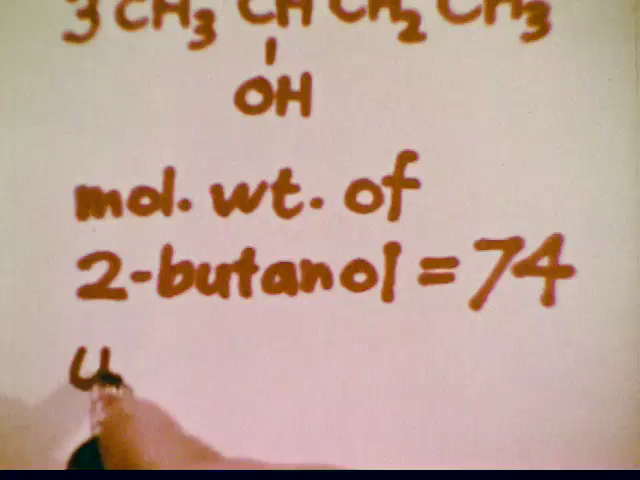 3 CH3 CH CH2 CH3
OH
mol. wt. of
2-butanol = 74
u